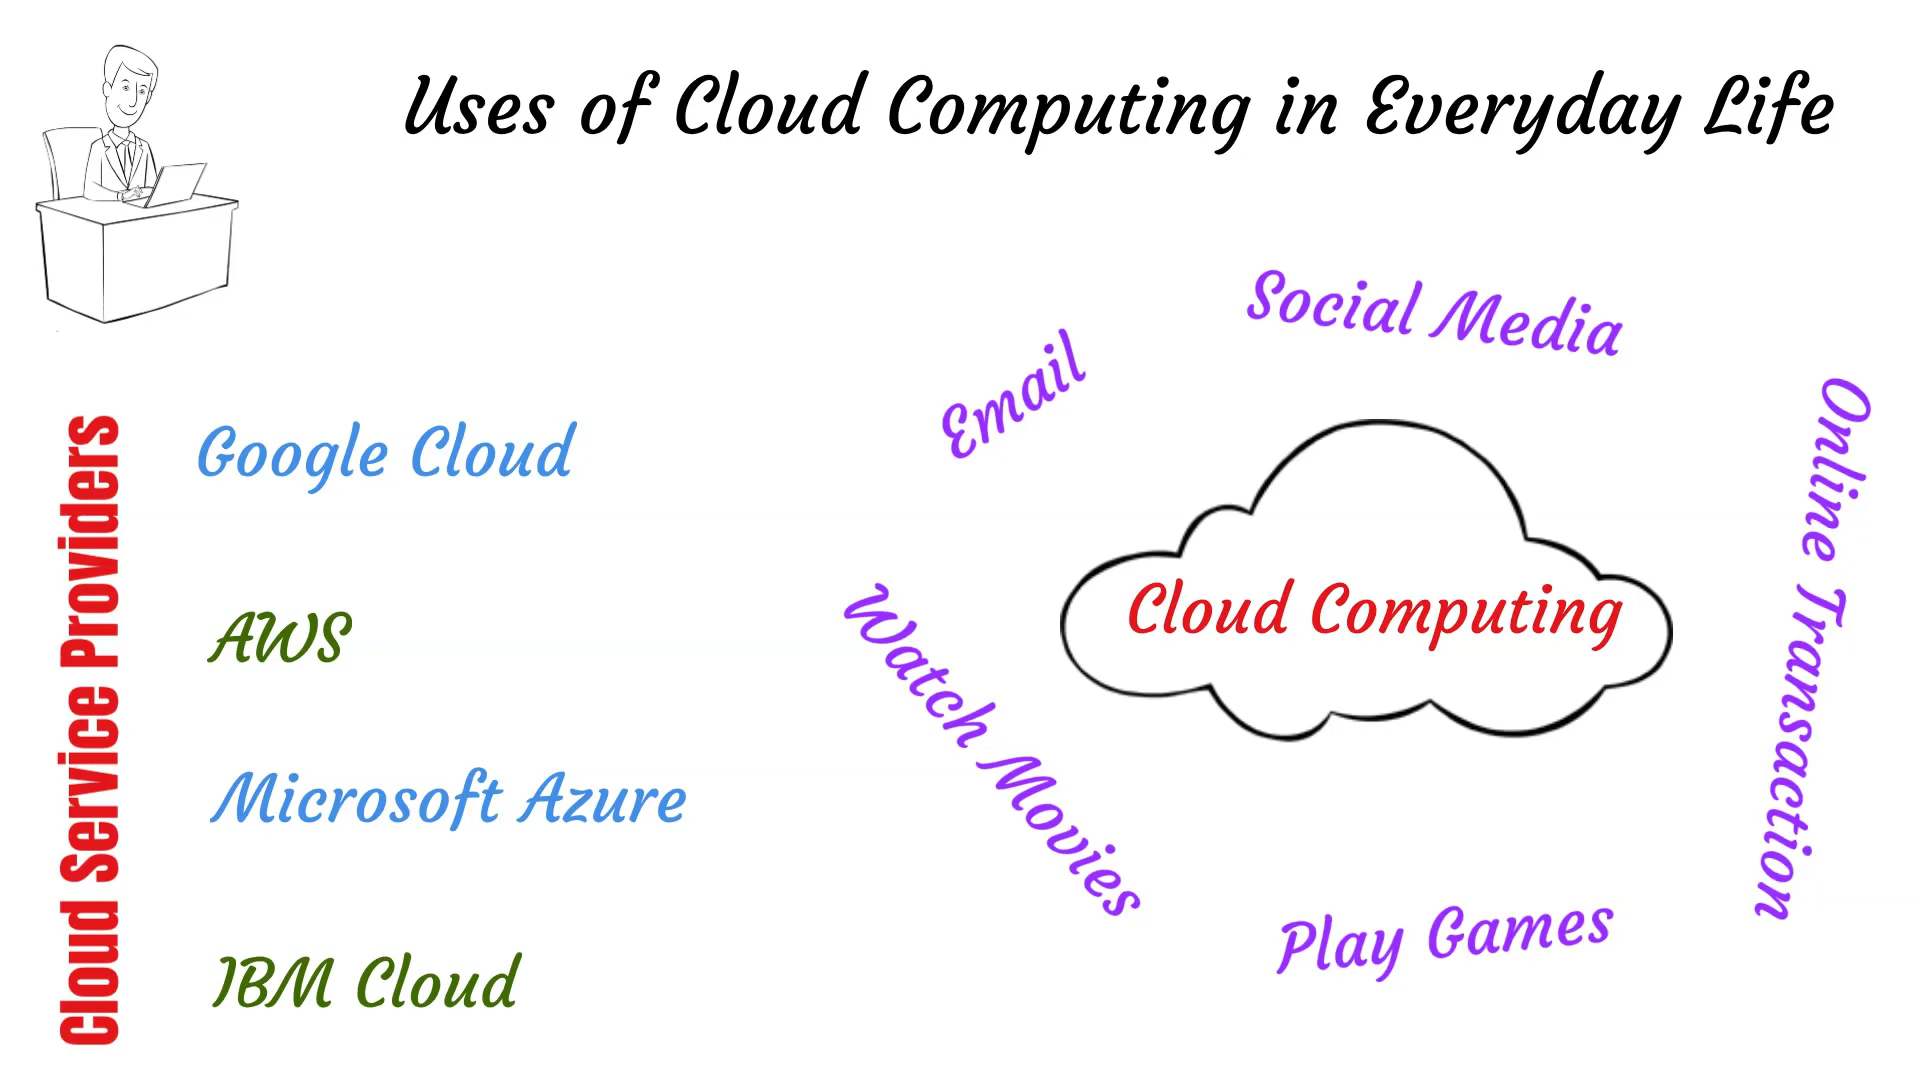 Uses of Cloud Computing in Everyday Life
Cloud Service Providers
Google Cloud
AWS
Microsoft Azure
IBM Cloud
Email
Social Media
Online Transaction
Cloud Computing
Watch Movies
Play Games